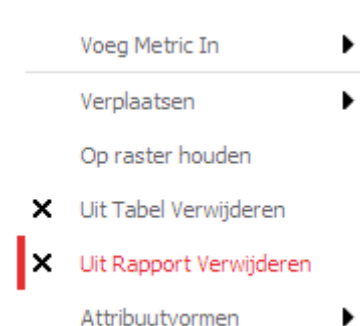 Voeg Metric In
Verplaatsen
Op raster houden
Uit Tabel Verwijderen
Uit Rapport Verwijderen
Attribuutvormen